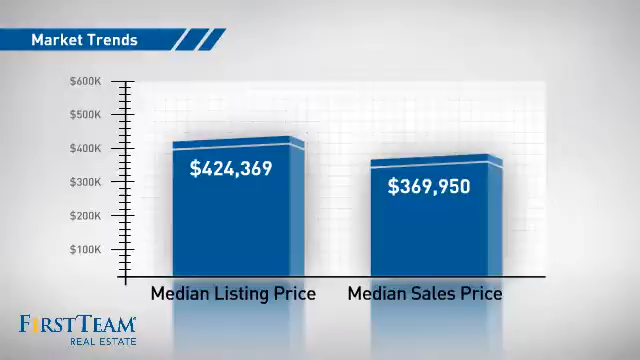 Market Trends
$600K
$500K
$400K
$300K
$200K
$100K
$424,369
$369,950
Median Listing Price
Median Sales Price
FIRSTTEAM®
REAL ESTATE